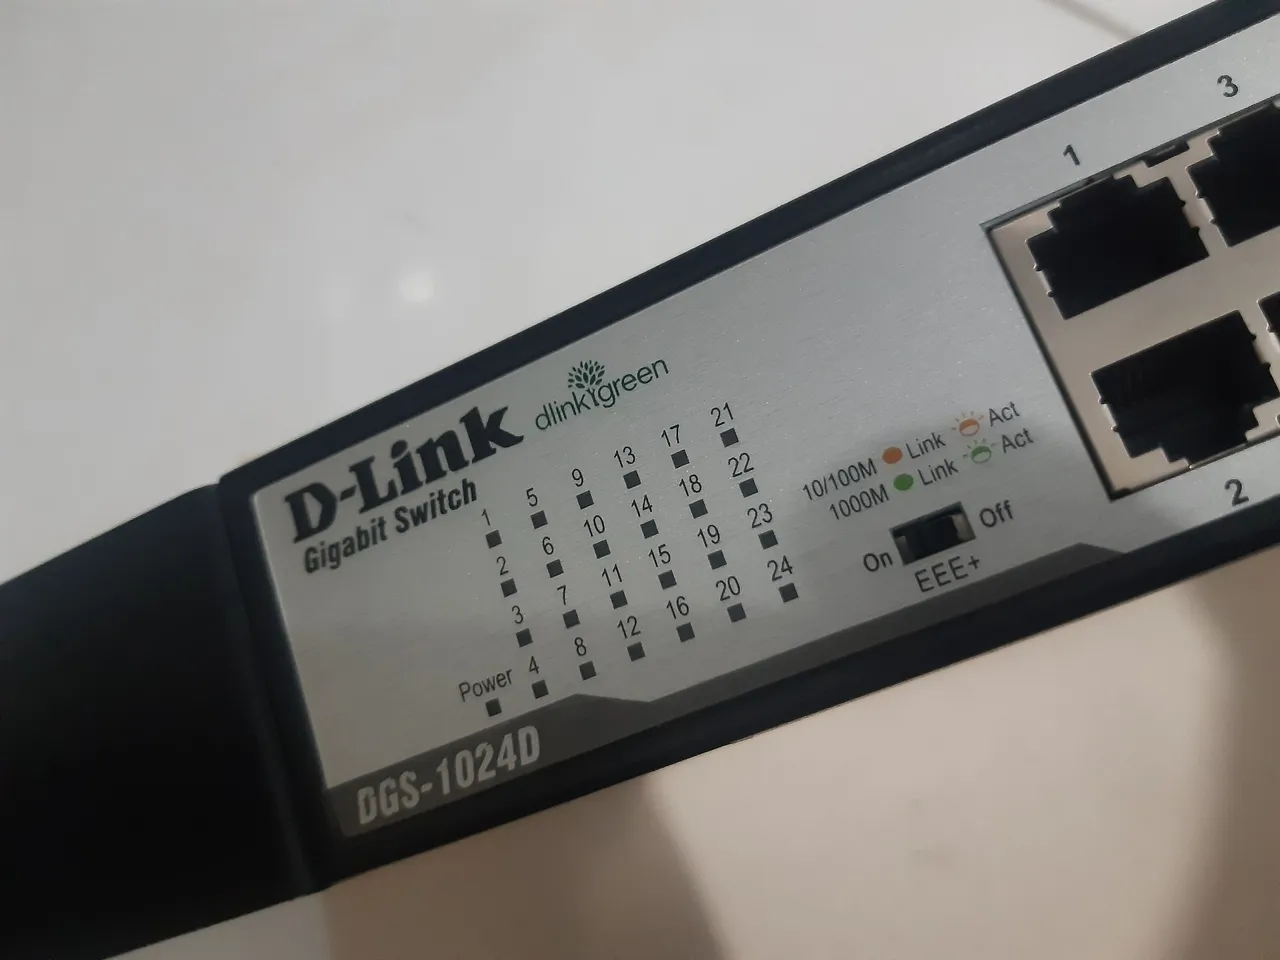 D-Link
dlinkgreen
Gigabit Switch
1 5 9 13 17 21
2 6 10 14 18 22
3 7 11 15 19 23
Power 4 8 12 16 20 24
10/100M Link Act
1000M Link Act
On Off
EEE+
DGS-1024D
1 3
2